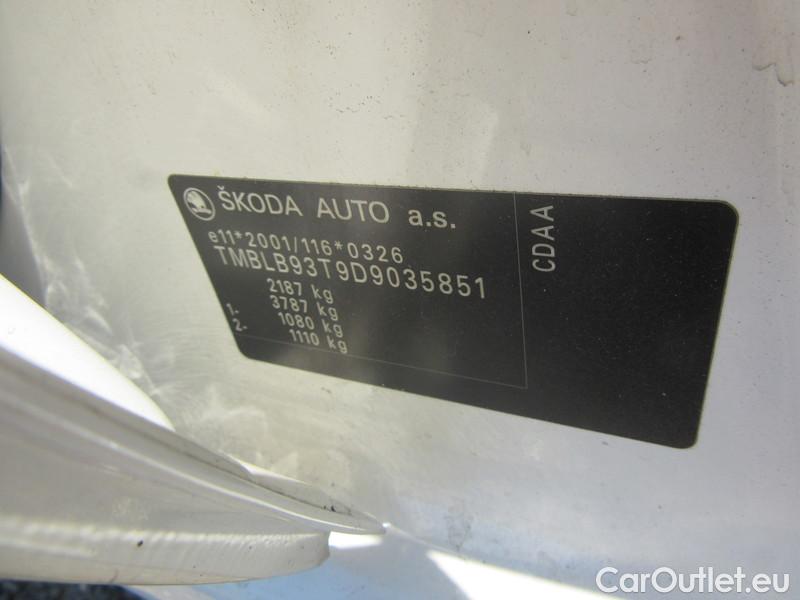 ŠKODA AUTO a.s.
e11*2001/116*0326
TMBLB93T9D9035851
2187 kg
3787 kg
1- 1080 kg
2- 1110 kg
CDAA
CarOutlet.eu